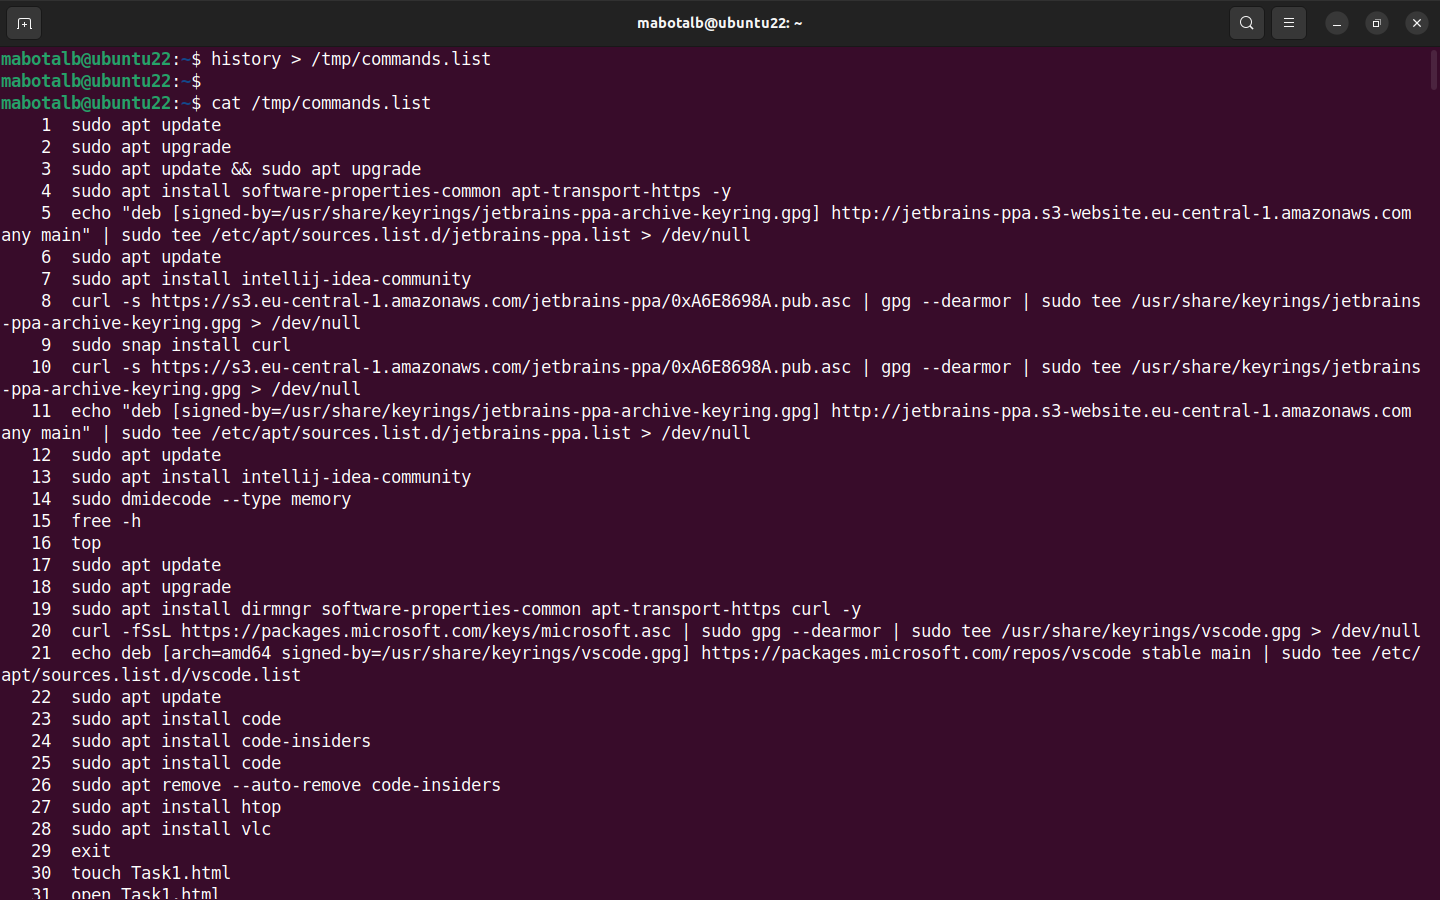 mabotalb@ubuntu22: ~
mabotalb@ubuntu22:~$ history > /tmp/commands.list
mabotalb@ubuntu22:~$
mabotalb@ubuntu22:~$ cat /tmp/commands.list
    1  sudo apt update
    2  sudo apt upgrade
    3  sudo apt update && sudo apt upgrade
    4  sudo apt install software-properties-common apt-transport-https -y
    5  echo "deb [signed-by=/usr/share/keyrings/jetbrains-ppa-archive-keyring.gpg] http://jetbrains-ppa.s3-website.eu-central-1.amazonaws.com
any main" | sudo tee /etc/apt/sources.list.d/jetbrains-ppa.list > /dev/null
    6  sudo apt update
    7  sudo apt install intellij-idea-community
    8  curl -s https://s3.eu-central-1.amazonaws.com/jetbrains-ppa/0xA6E8698A.pub.asc | gpg --dearmor | sudo tee /usr/share/keyrings/jetbrains
-ppa-archive-keyring.gpg > /dev/null
    9  sudo snap install curl
   10  curl -s https://s3.eu-central-1.amazonaws.com/jetbrains-ppa/0xA6E8698A.pub.asc | gpg --dearmor | sudo tee /usr/share/keyrings/jetbrains
-ppa-archive-keyring.gpg > /dev/null
   11  echo "deb [signed-by=/usr/share/keyrings/jetbrains-ppa-archive-keyring.gpg] http://jetbrains-ppa.s3-website.eu-central-1.amazonaws.com
any main" | sudo tee /etc/apt/sources.list.d/jetbrains-ppa.list > /dev/null
   12  sudo apt update
   13  sudo apt install intellij-idea-community
   14  sudo dmidecode --type memory
   15  free -h
   16  top
   17  sudo apt update
   18  sudo apt upgrade
   19  sudo apt install dirmngr software-properties-common apt-transport-https curl -y
   20  curl -fSsL https://packages.microsoft.com/keys/microsoft.asc | sudo gpg --dearmor | sudo tee /usr/share/keyrings/vscode.gpg > /dev/null
   21  echo deb [arch=amd64 signed-by=/usr/share/keyrings/vscode.gpg] https://packages.microsoft.com/repos/vscode stable main | sudo tee /etc/
apt/sources.list.d/vscode.list
   22  sudo apt update
   23  sudo apt install code
   24  sudo apt install code-insiders
   25  sudo apt install code
   26  sudo apt remove --auto-remove code-insiders
   27  sudo apt install htop
   28  sudo apt install vlc
   29  exit
   30  touch Task1.html
   31  open Task1.html